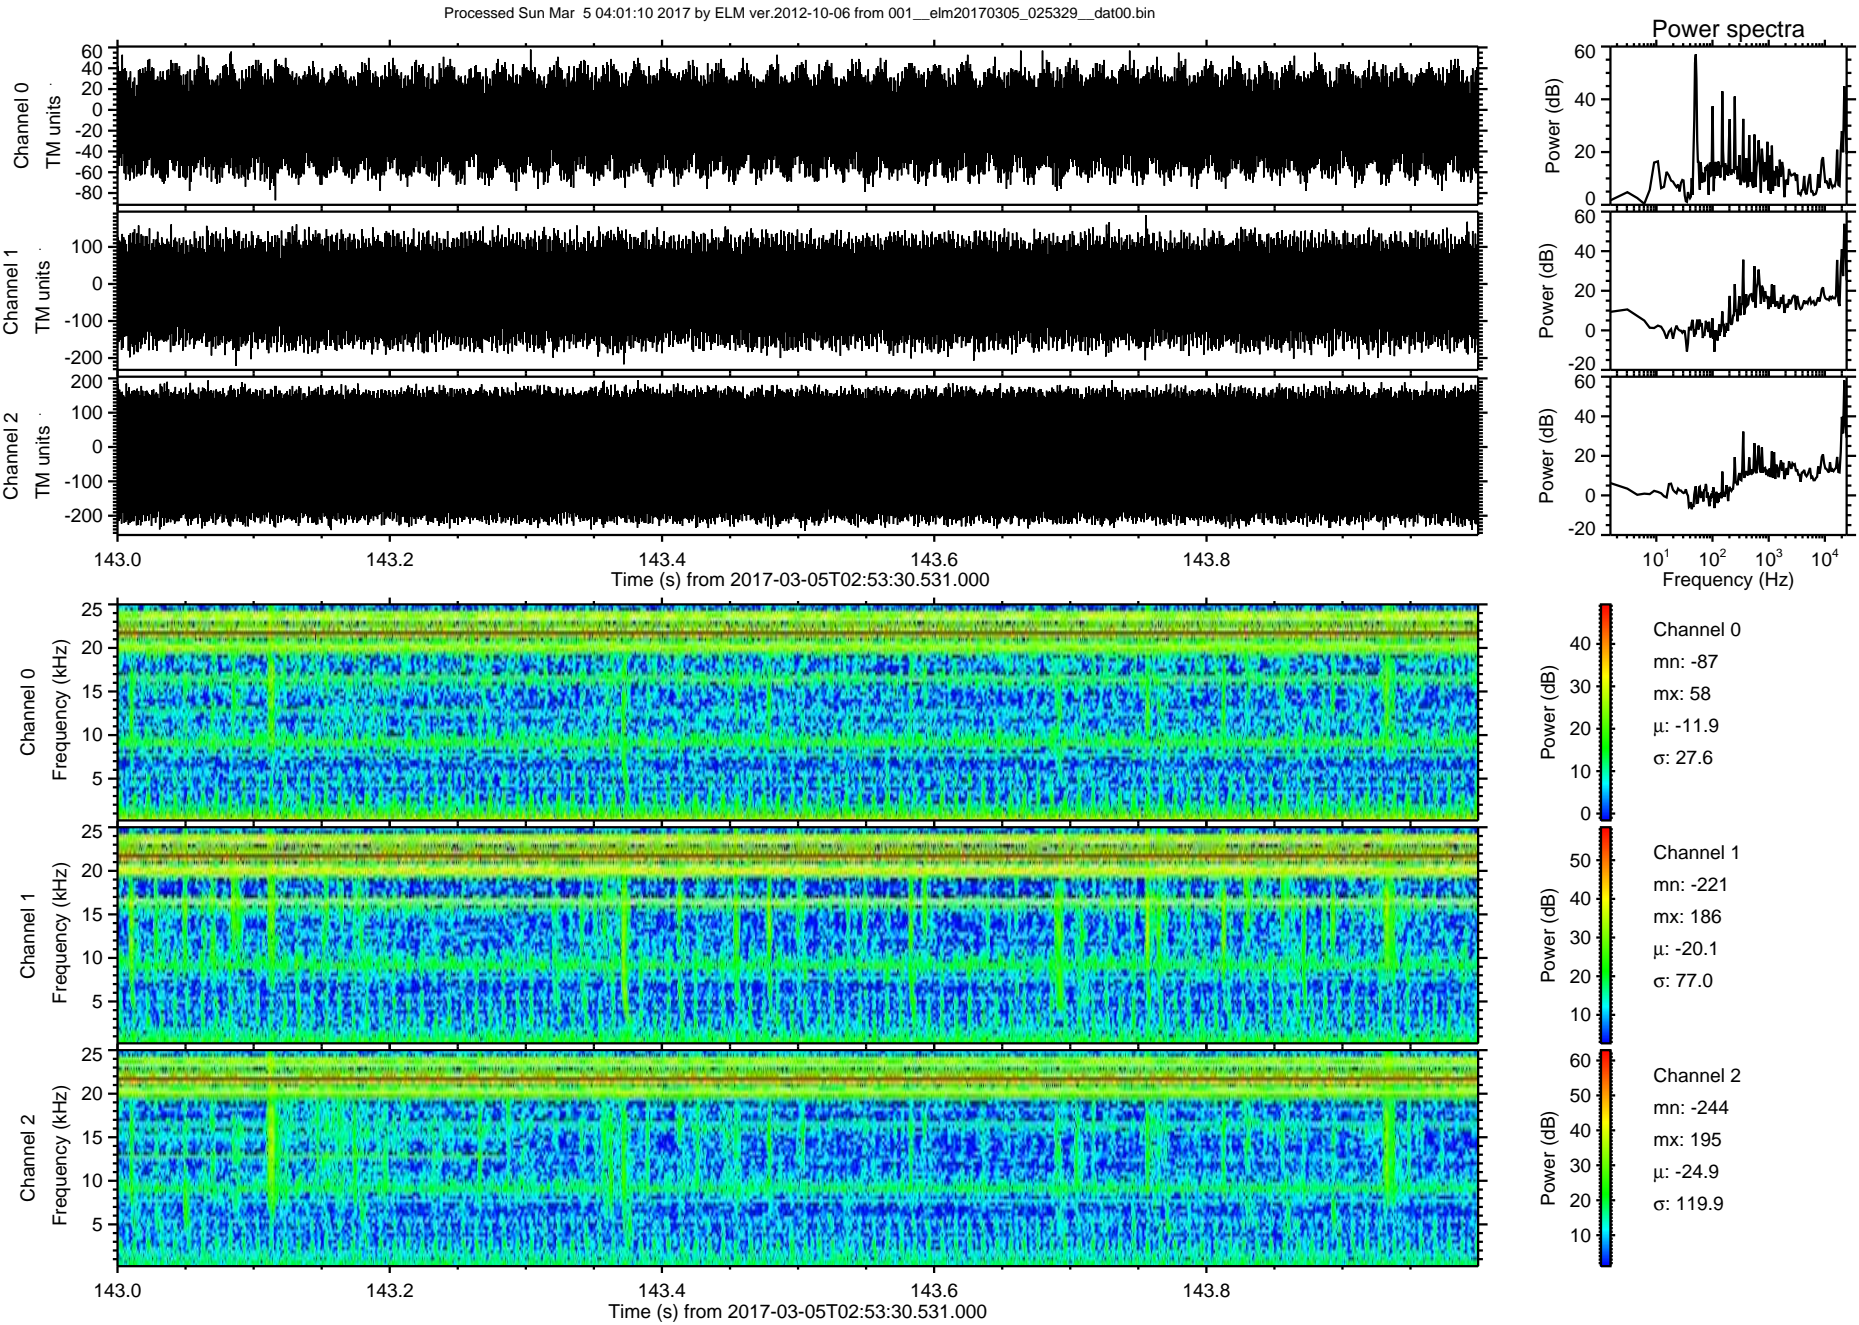 Processed Sun Mar 5 04:01:10 2017 by ELM ver.2012-10-06 from 001__elm20170305_025329__dat00.bin
Power spectra
Channel 0
TM units
60
40
20
0
-20
-40
-60
-80
Power (dB)
60
40
20
0
Channel 1
TM units
100
0
-100
-200
Power (dB)
60
40
20
0
-20
Channel 2
TM units
200
100
0
-100
-200
Power (dB)
60
40
20
0
-20
143.0 143.2 143.4 143.6 143.8
Time (s) from 2017-03-05T02:53:30.531.000
10^1 10^2 10^3 10^4
Frequency (Hz)
Channel 0
Frequency (kHz)
25
20
15
10
5
Power (dB)
40
30
20
10
0
Channel 0
mn: -87
mx: 58
μ: -11.9
σ: 27.6
Channel 1
Frequency (kHz)
25
20
15
10
5
Power (dB)
50
40
30
20
10
Channel 1
mn: -221
mx: 186
μ: -20.1
σ: 77.0
Channel 2
Frequency (kHz)
25
20
15
10
5
Power (dB)
60
50
40
30
20
10
Channel 2
mn: -244
mx: 195
μ: -24.9
σ: 119.9
143.0 143.2 143.4 143.6 143.8
Time (s) from 2017-03-05T02:53:30.531.000